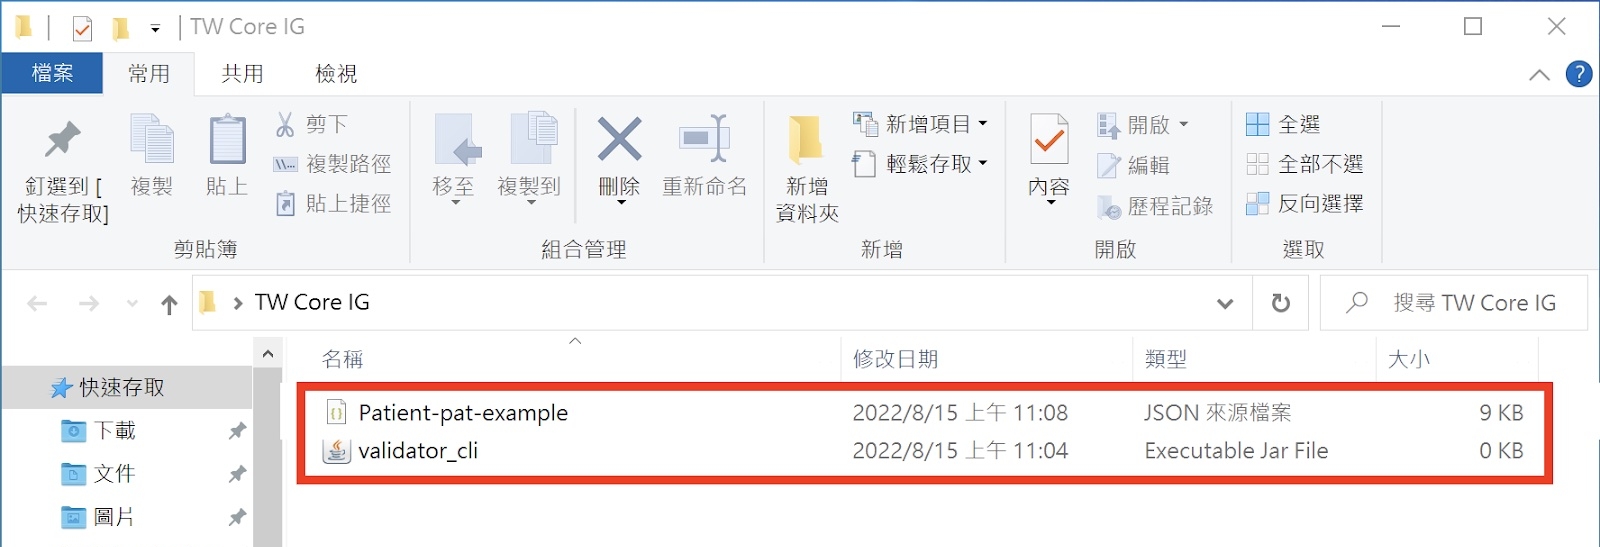 TW Core IG
檔案 常用 共用 檢視
?
釘選到 [
快速存取]
複製
貼上
剪下
複製路徑
貼上捷徑
剪貼簿
移至
複製到
刪除
重新命名
組合管理
新增
資料夾
新增項目
輕鬆存取
新增
內容
開啟
編輯
歷程記錄
開啟
全選
全部不選
反向選擇
選取
TW Core IG
搜尋 TW Core IG
名稱 修改日期 類型 大小
快速存取
下載
文件
圖片
Patient-pat-example 2022/8/15 上午 11:08 JSON 來源檔案 9 KB
validator_cli 2022/8/15 上午 11:04 Executable Jar File 0 KB